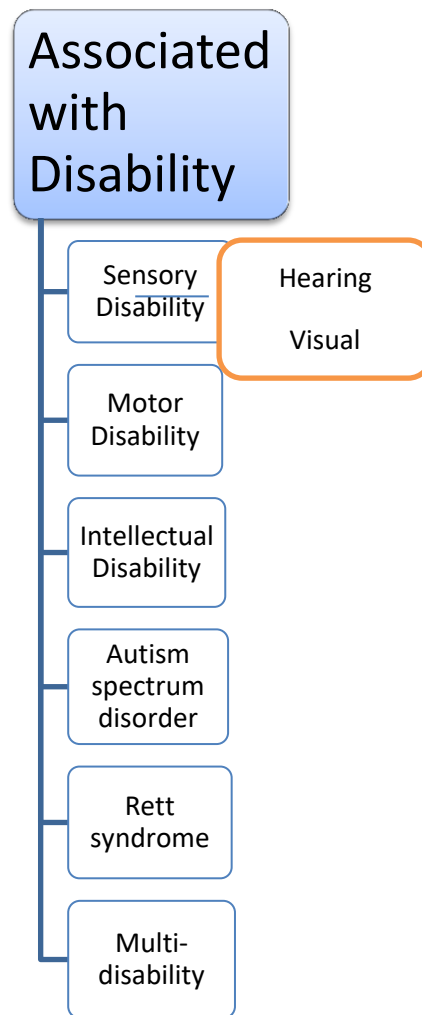 Associated
with
Disability
Sensory
Disability
Hearing
Visual
Motor
Disability
Intellectual
Disability
Autism
spectrum
disorder
Rett
syndrome
Multi-
disability